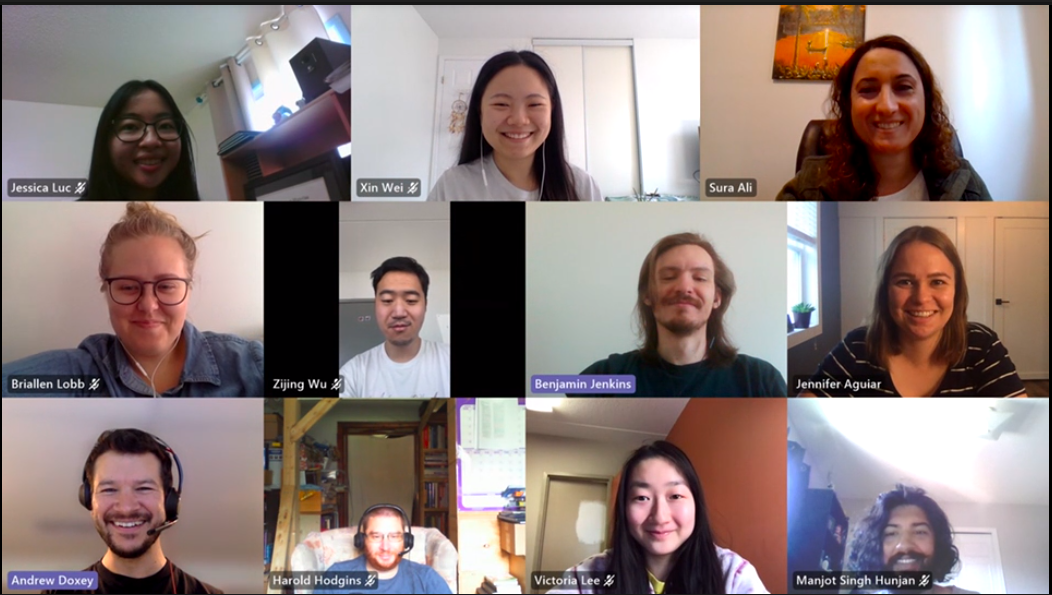 Jessica Luc
Xin Wei
Sura Ali
Briallen Lobb
Zijing Wu
Benjamin Jenkins
Jennifer Aguiar
Andrew Doxey
Harold Hodgins
Victoria Lee
Manjot Singh Hunjan